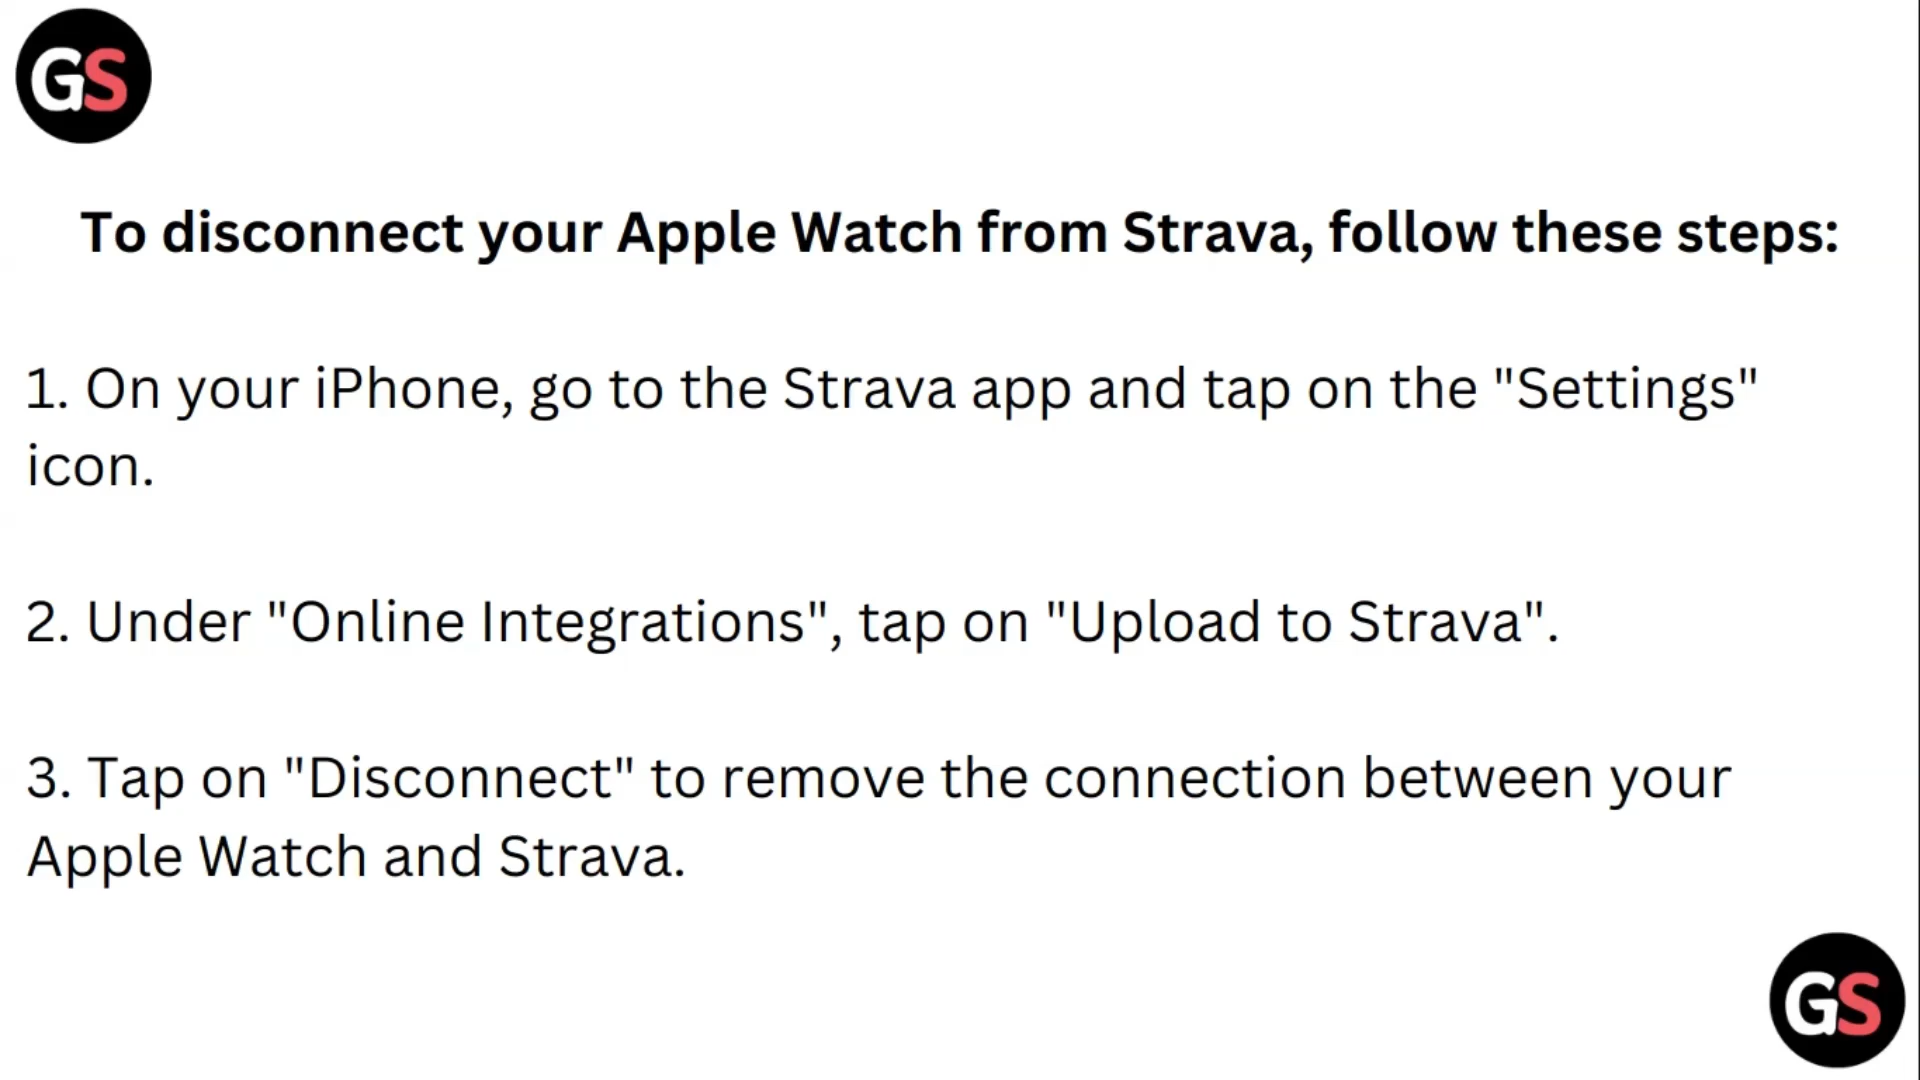 GS
To disconnect your Apple Watch from Strava, follow these steps:
1. On your iPhone, go to the Strava app and tap on the "Settings"
icon.
2. Under "Online Integrations", tap on "Upload to Strava".
3. Tap on "Disconnect" to remove the connection between your
Apple Watch and Strava.
GS